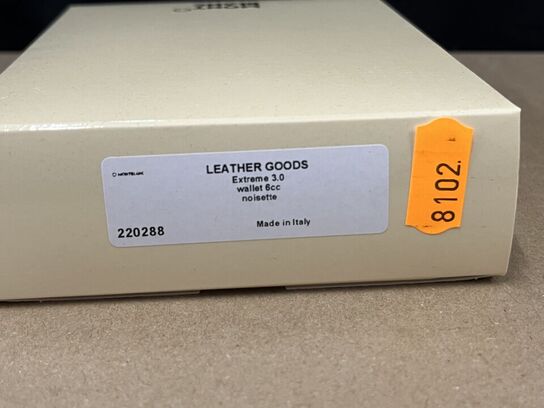 LEATHER GOODS
Extreme 3.0
wallet 6cc
noisette
220288
Made in Italy
8102.